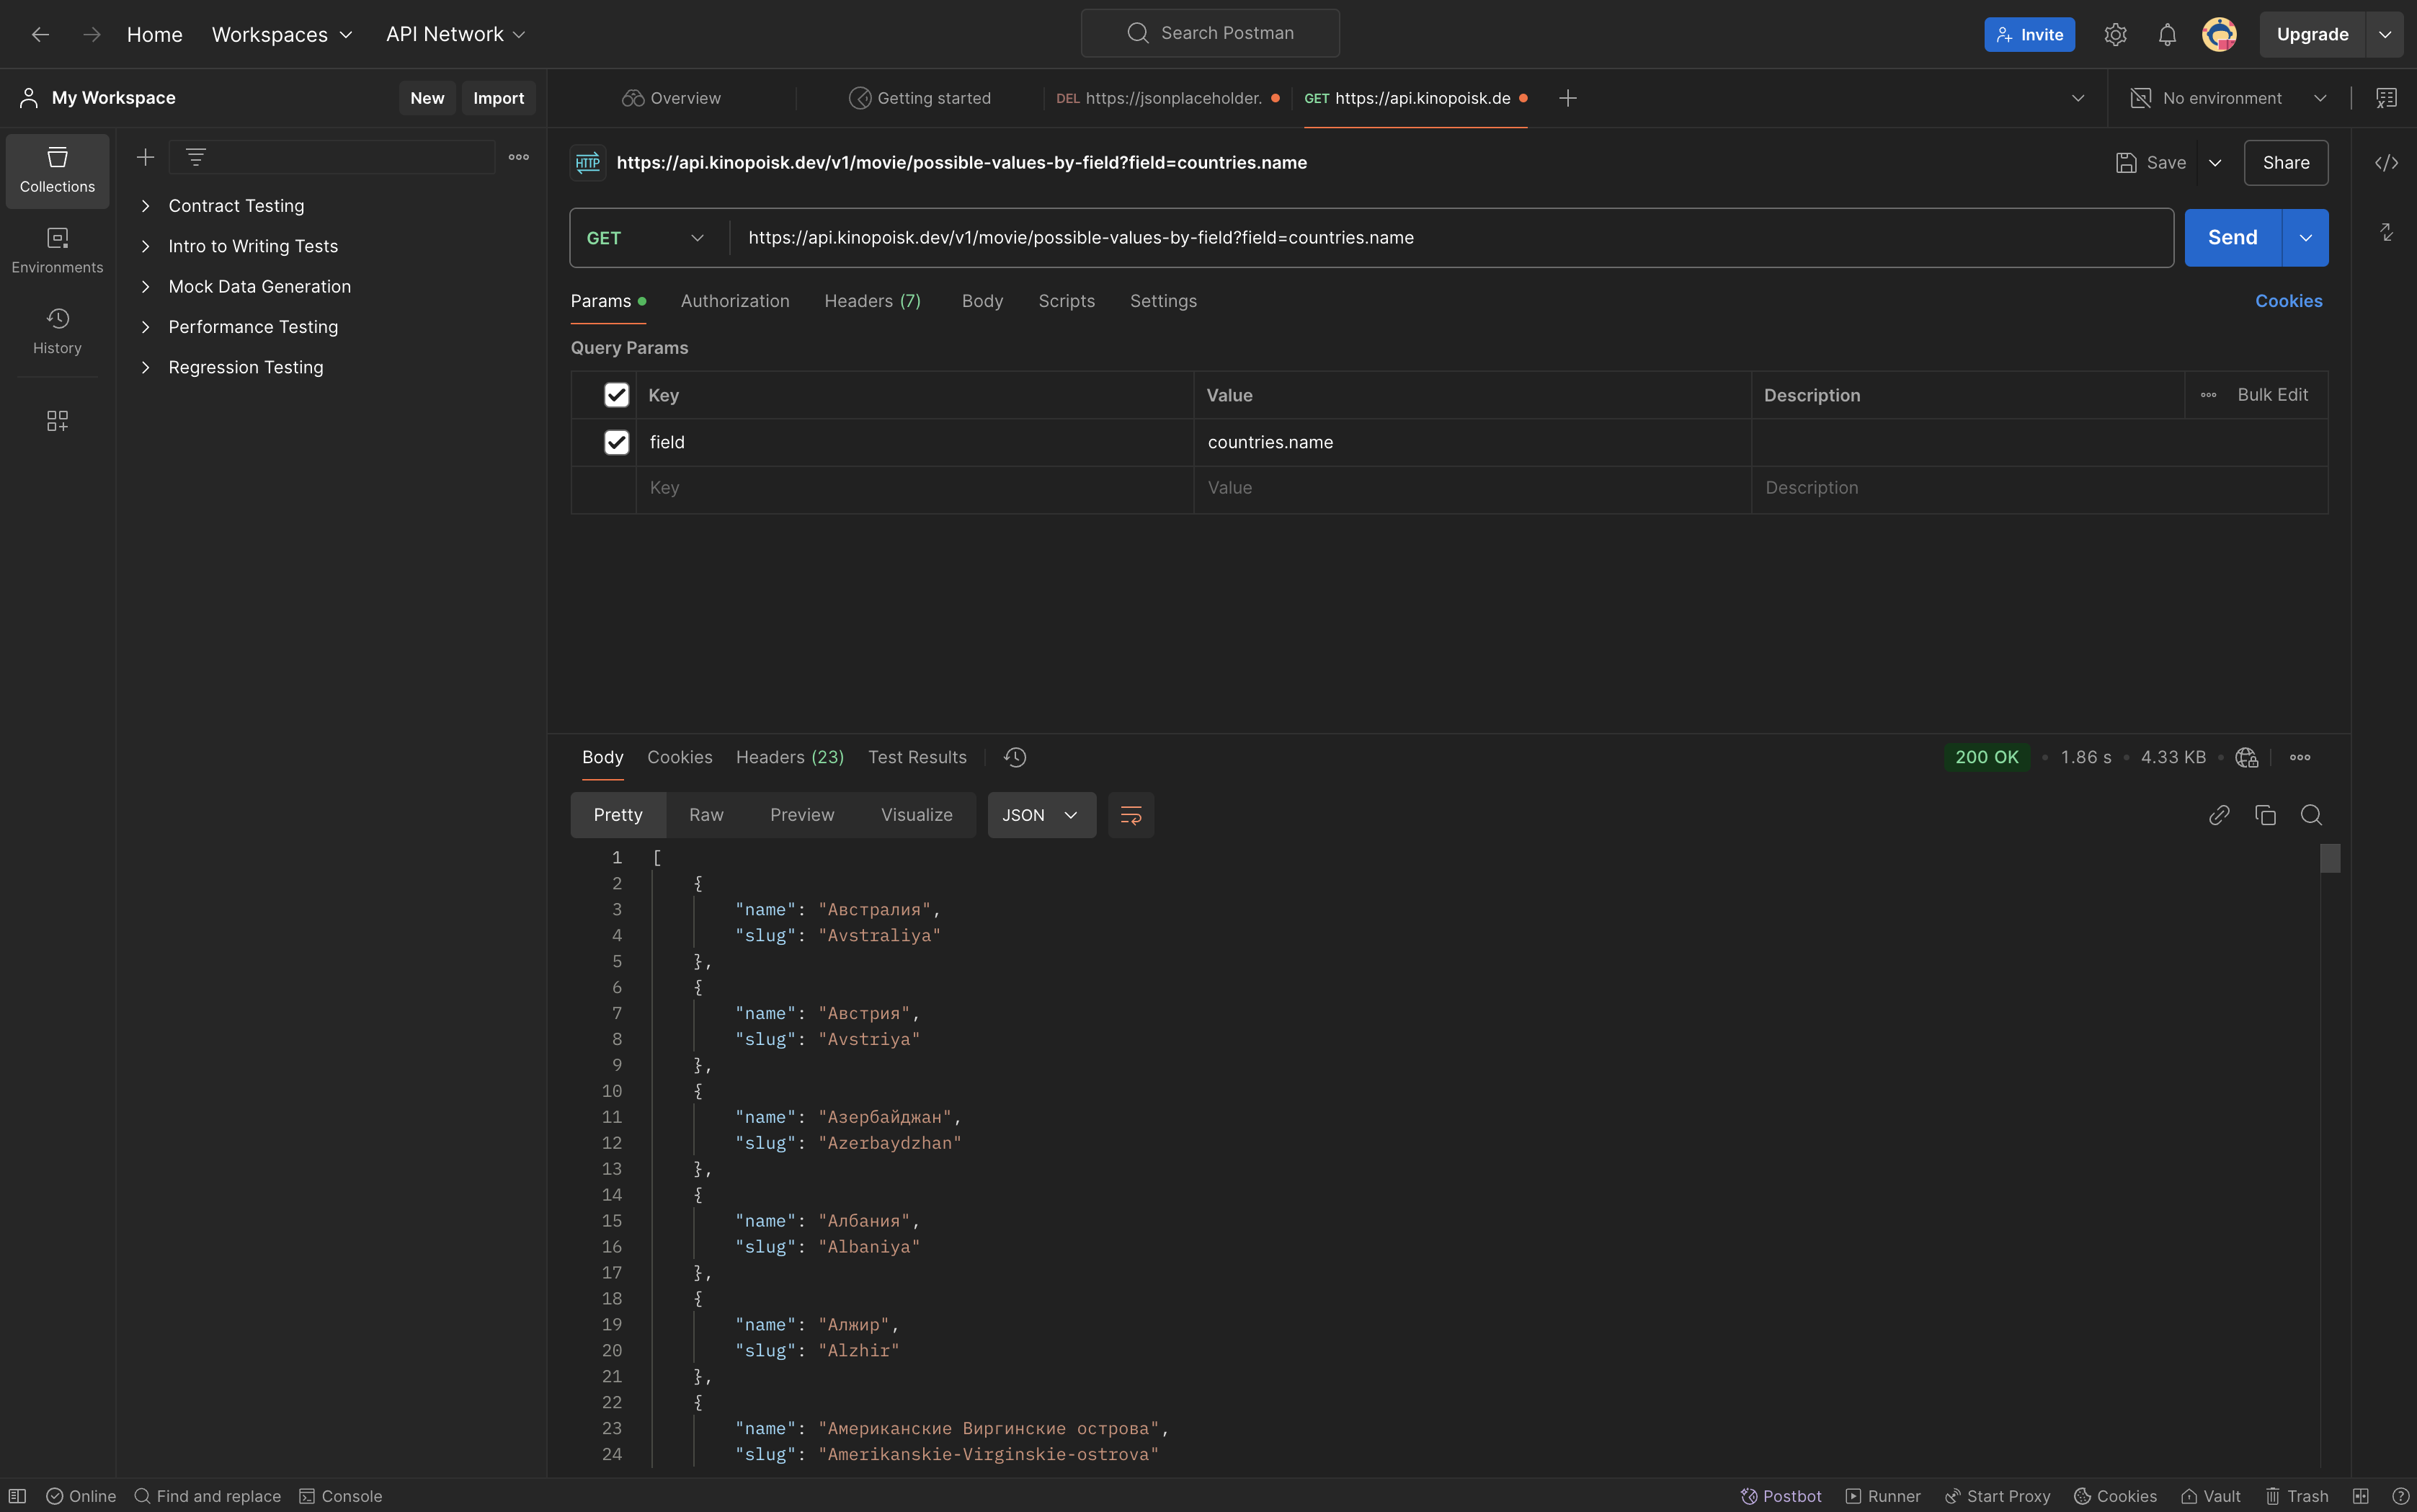 Home Workspaces API Network Search Postman Invite Upgrade
My Workspace New Import Overview Getting started DEL https://jsonplaceholder. GET https://api.kinopoisk.de No environment
Collections
Environments
History
Contract Testing
Intro to Writing Tests
Mock Data Generation
Performance Testing
Regression Testing
HTTP https://api.kinopoisk.dev/v1/movie/possible-values-by-field?field=countries.name Save Share
GET https://api.kinopoisk.dev/v1/movie/possible-values-by-field?field=countries.name Send
Params Authorization Headers (7) Body Scripts Settings Cookies
Query Params
Key Value Description Bulk Edit
field countries.name
Key Value Description
Body Cookies Headers (23) Test Results 200 OK 1.86 s 4.33 KB
Pretty Raw Preview Visualize JSON
1 [
2 {
3 "name": "Австралия",
4 "slug": "Avstraliya"
5 },
6 {
7 "name": "Австрия",
8 "slug": "Avstriya"
9 },
10 {
11 "name": "Азербайджан",
12 "slug": "Azerbaydzhan"
13 },
14 {
15 "name": "Албания",
16 "slug": "Albaniya"
17 },
18 {
19 "name": "Алжир",
20 "slug": "Alzhir"
21 },
22 {
23 "name": "Американские Виргинские острова",
24 "slug": "Amerikanskie-Virginskie-ostrova"
Online Find and replace Console Postbot Runner Start Proxy Cookies Vault Trash